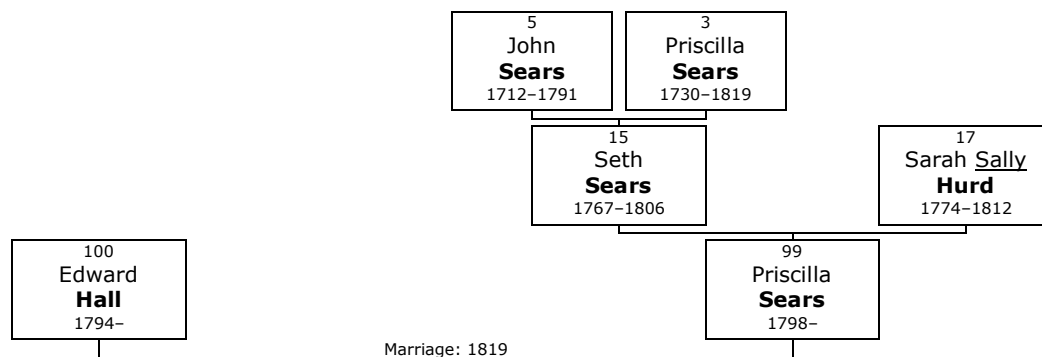 5
John
Sears
1712–1791
3
Priscilla
Sears
1730–1819
15
Seth
Sears
1767–1806
17
Sarah Sally
Hurd
1774–1812
100
Edward
Hall
1794–
99
Priscilla
Sears
1798–
Marriage: 1819